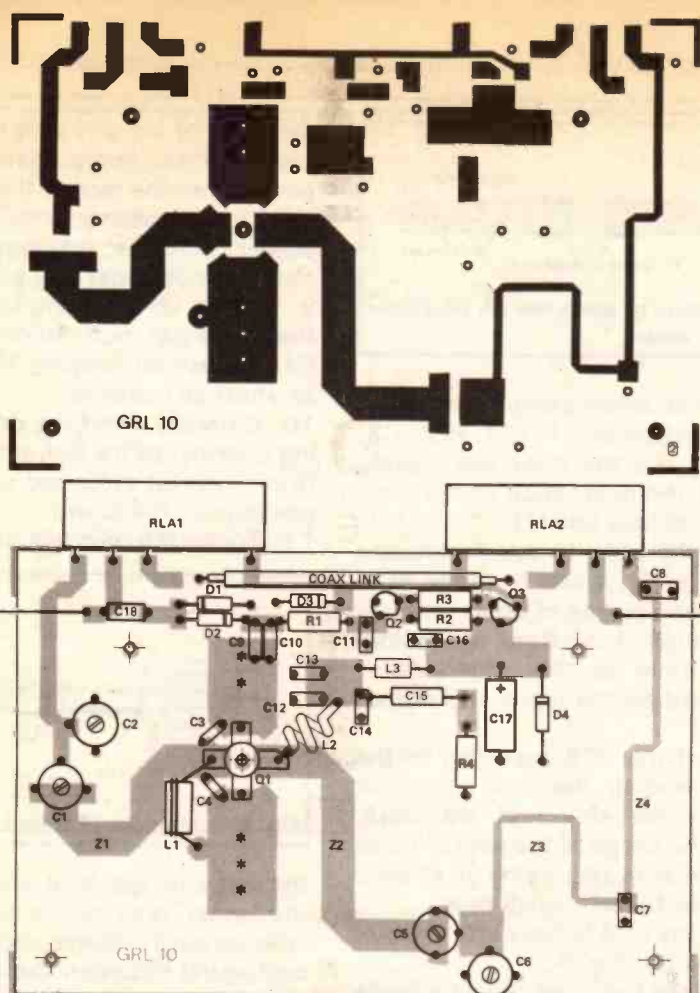 GRL 10
RLA1
RLA2
COAX LINK
C8
D1
D3
R3
Q3
C18
D2
R1
Q2
R2
C9
C10
C11
C16
C13
L3
C12
C15
C14
C17
D4
C2
C3
L2
R4
Q1
C1
C4
Z1
L1
Z2
Z3
Z4
C5
C7
C6
GRL 10